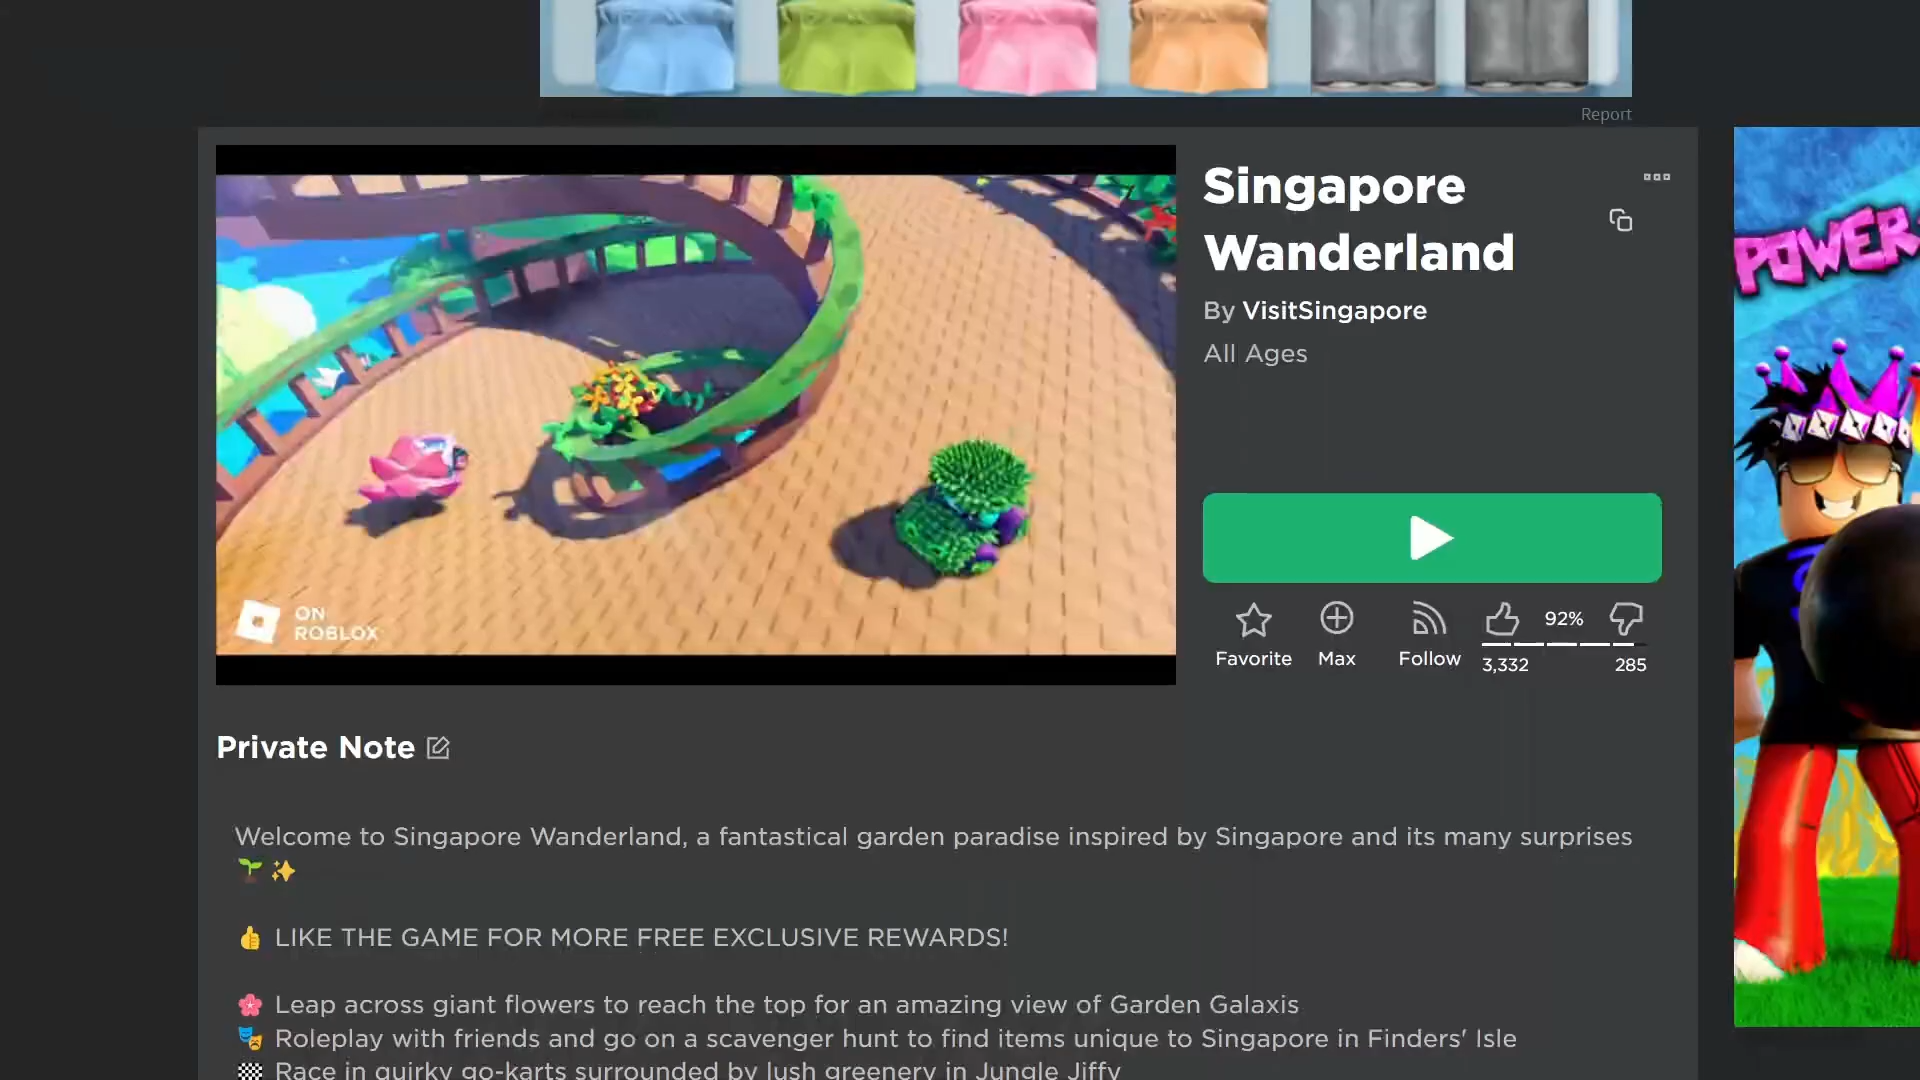 Report
Singapore
Wanderland
By VisitSingapore
All Ages
ON
ROBLOX
Favorite
Max
Follow
92%
3,332
285
POWER
Private Note
Welcome to Singapore Wanderland, a fantastical garden paradise inspired by Singapore and its many surprises
🌱 ✨
👍 LIKE THE GAME FOR MORE FREE EXCLUSIVE REWARDS!
🌸 Leap across giant flowers to reach the top for an amazing view of Garden Galaxis
🎭 Roleplay with friends and go on a scavenger hunt to find items unique to Singapore in Finders' Isle
🏁 Race in quirky go-karts surrounded by lush greenery in Jungle Jiffy